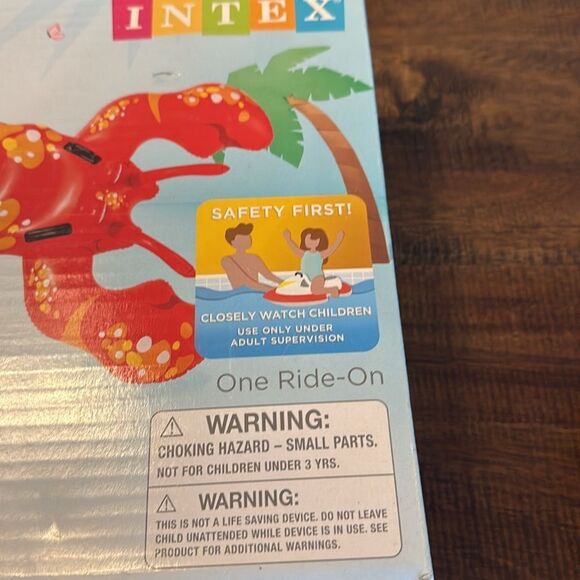 INTEX
SAFETY FIRST!
CLOSELY WATCH CHILDREN
USE ONLY UNDER
ADULT SUPERVISION
One Ride-On
WARNING:
CHOKING HAZARD – SMALL PARTS.
NOT FOR CHILDREN UNDER 3 YRS.
WARNING:
THIS IS NOT A LIFE SAVING DEVICE. DO NOT LEAVE
CHILD UNATTENDED WHILE DEVICE IS IN USE. SEE
PRODUCT FOR ADDITIONAL WARNINGS.